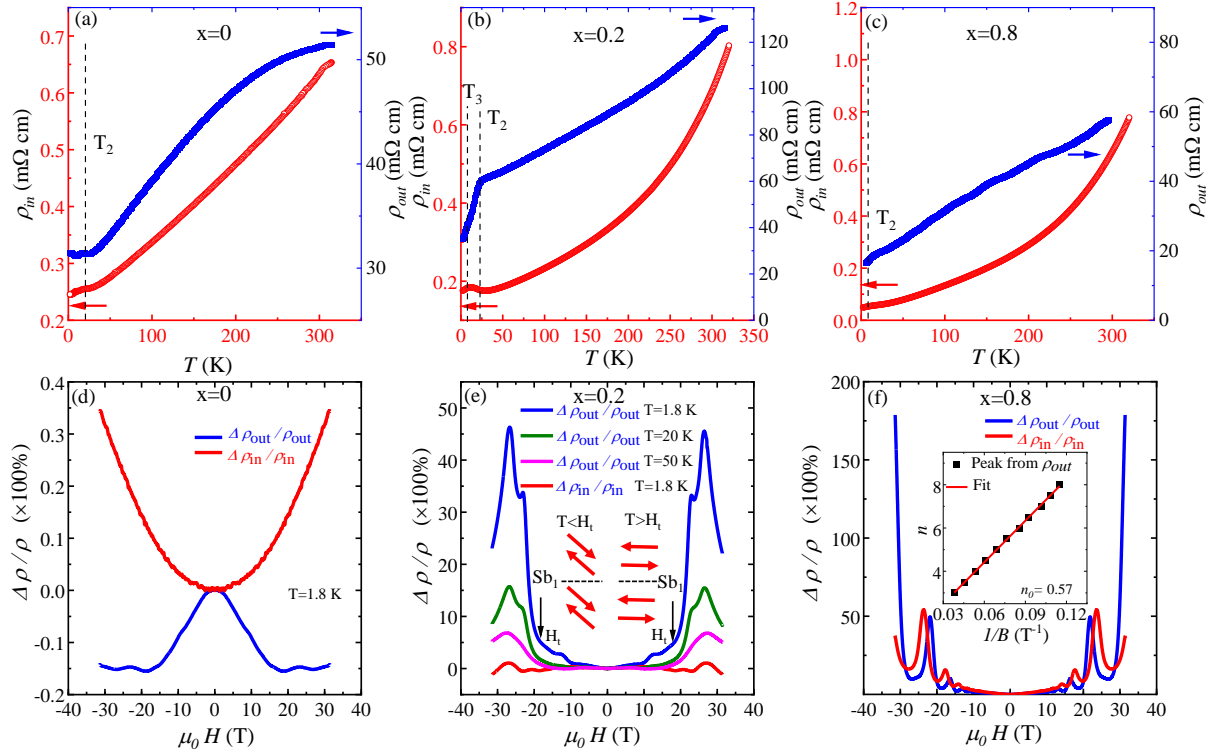 (a)
x=0
T2
0.7
0.6
0.5
0.4
0.3
0.2
50
40
30
0 50 100 150 200 250 300 350
T (K)
ρin (mΩ cm)
ρout (mΩ cm)
(b)
x=0.2
T3
T2
0.8
0.6
0.4
0.2
120
100
80
60
40
20
0
0 50 100 150 200 250 300 350
T (K)
ρin (mΩ cm)
ρout (mΩ cm)
(c)
x=0.8
T2
1.2
1.0
0.8
0.6
0.4
0.2
0.0
80
60
40
20
0
0 100 200 300
T (K)
ρin (mΩ cm)
ρout (mΩ cm)
(d)
x=0
Δρout/ρout
Δρin/ρin
T=1.8 K
0.4
0.3
0.2
0.1
0.0
-0.1
-0.2
-40 -30 -20 -10 0 10 20 30 40
μ0 H (T)
Δρ/ρ (×100%)
(e)
x=0.2
Δρout/ρout T=1.8 K
Δρout/ρout T=20 K
Δρout/ρout T=50 K
Δρin/ρin T=1.8 K
T<Ht
T>Ht
Sb1
Sb1
Ht
Ht
50
40
30
20
10
0
-40 -30 -20 -10 0 10 20 30 40
μ0 H (T)
Δρ/ρ (×100%)
(f)
x=0.8
Δρout/ρout
Δρin/ρin
Peak from ρout
Fit
8
6
4
n
n0= 0.57
0.03 0.06 0.09 0.12
1/B (T-1)
200
150
100
50
0
-40 -30 -20 -10 0 10 20 30 40
μ0 H (T)
Δρ/ρ (×100%)